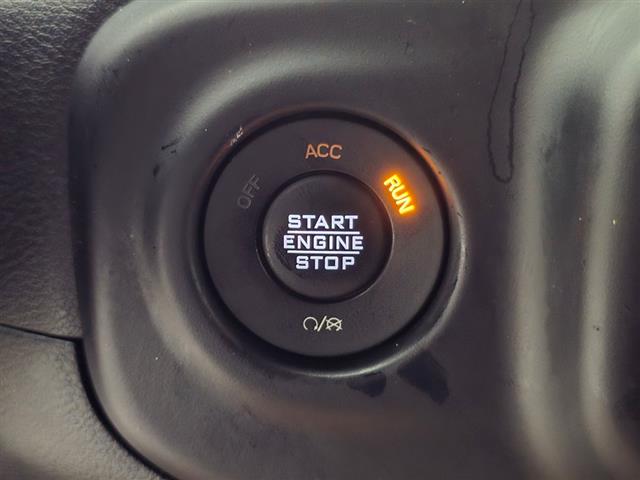 ACC
OFF
RUN
START
ENGINE
STOP